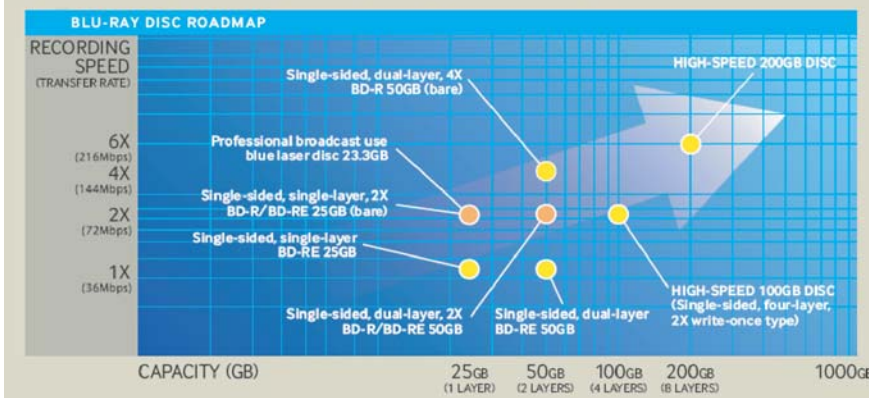 BLU-RAY DISC ROADMAP
RECORDING
SPEED
(TRANSFER RATE)
6X
(216Mbps)
4X
(144Mbps)
2X
(72Mbps)
1X
(36Mbps)
Single-sided, dual-layer, 4X
BD-R 50GB (bare)
HIGH-SPEED 200GB DISC
Professional broadcast use
blue laser disc 23.3GB
Single-sided, single-layer, 2X
BD-R/BD-RE 25GB (bare)
Single-sided, single-layer
BD-RE 25GB
Single-sided, dual-layer, 2X
BD-R/BD-RE 50GB
Single-sided, dual-layer
BD-RE 50GB
HIGH-SPEED 100GB DISC
(Single-sided, four-layer,
2X write-once type)
CAPACITY (GB)
25GB
(1 LAYER)
50GB
(2 LAYERS)
100GB
(4 LAYERS)
200GB
(8 LAYERS)
1000GB